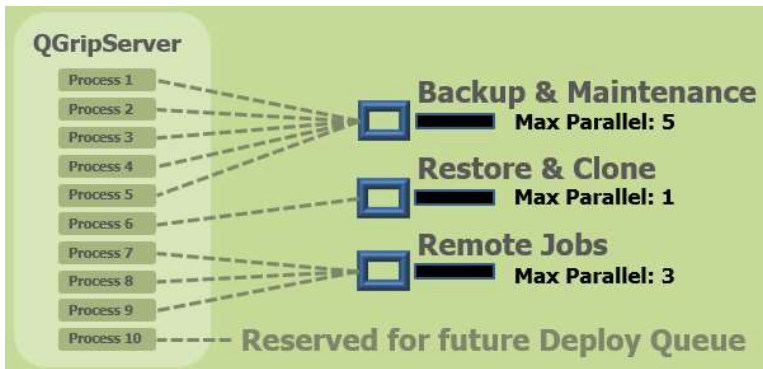 QGripServer
Process 1
Process 2
Process 3
Process 4
Process 5
Process 6
Process 7
Process 8
Process 9
Process 10
Backup & Maintenance
Max Parallel: 5
Restore & Clone
Max Parallel: 1
Remote Jobs
Max Parallel: 3
Reserved for future Deploy Queue